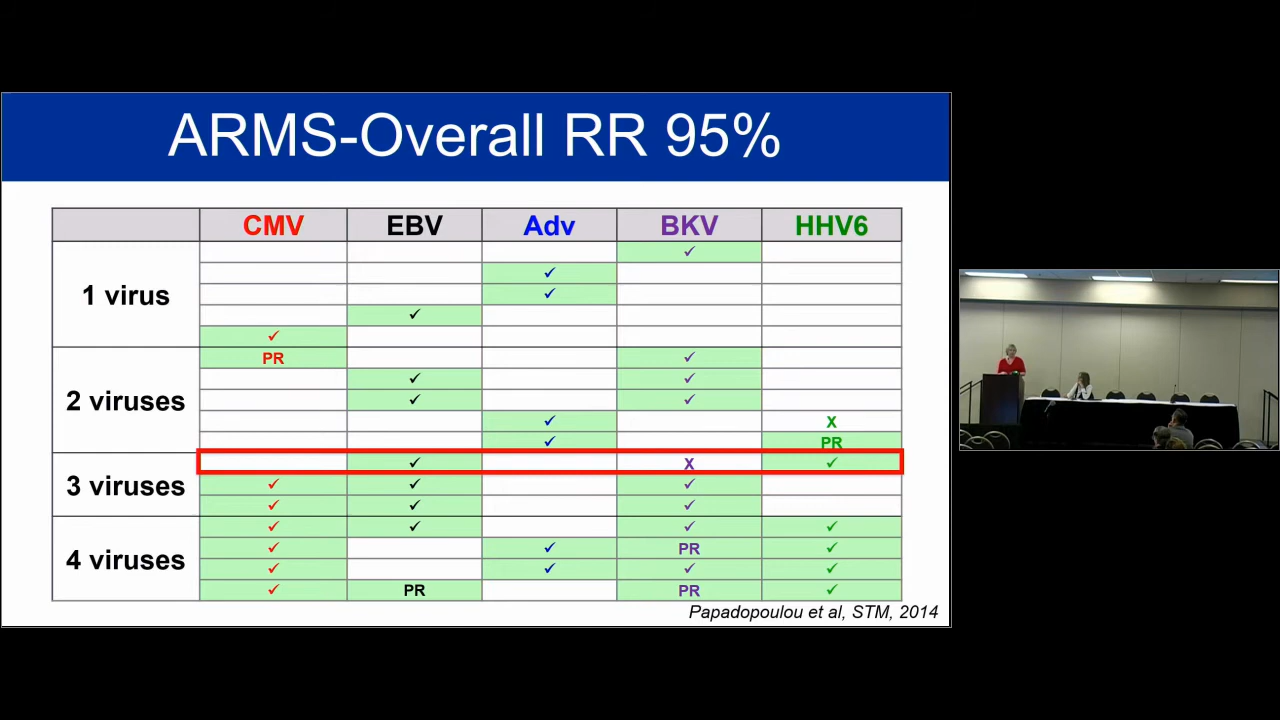 ARMS-Overall RR 95%
CMV EBV Adv BKV HHV6
✓
✓
1 virus ✓
✓
✓
PR ✓
✓ ✓
2 viruses ✓ ✓
✓ X
✓ PR
✓ X ✓
3 viruses ✓ ✓ ✓
✓ ✓ ✓
✓ ✓ ✓ ✓
4 viruses ✓ ✓ PR ✓
✓ ✓ ✓ ✓
✓ PR PR ✓
Papadopoulou et al, STM, 2014